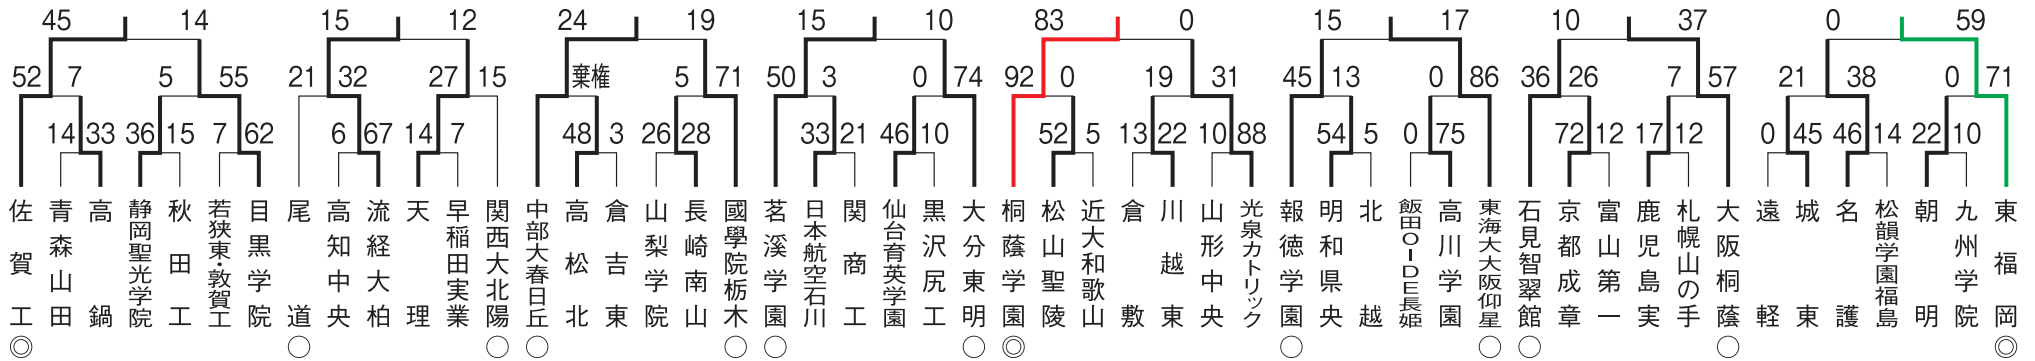 45 14 15 12 24 19 15 10 83 0 15 17 10 37 0 59
52 7 5 55 21 32 27 15 棄権 5 71 50 3 0 74 92 0 19 31 45 13 0 86 36 26 7 57 21 38 0 71
14 33 36 15 7 62 6 67 14 7 48 3 26 28 33 21 46 10 52 5 13 22 10 88 54 5 0 75 72 12 17 12 0 45 46 14 22 10
佐賀工
青森山田
高鍋
静岡聖光学院
秋田工
若狭東・敦賀工
目黒学院
尾道
高知中央
流経大柏
天理
早稲田実業
関西大北陽
中部大春日丘
高松北
倉吉東
山梨学院
長崎南山
國學院栃木
茗溪学園
日本航空石川
関商工
仙台育英学園
黒沢尻工
大分東明
桐蔭学園
松山聖陵
近大和歌山
倉敷
川越東
山形中央
光泉カトリック
報徳学園
明和県央
北越
飯田OIDE長姫
高川学園
東海大大阪仰星
石見智翠館
京都成章
富山第一
鹿児島実
札幌山の手
大阪桐蔭
遠軽
城東
名護
松韻学園福島
朝明
九州学院
東福岡
◎ ○ ○ ○ ○ ○ ○ ◎ ○ ○ ○ ○ ◎